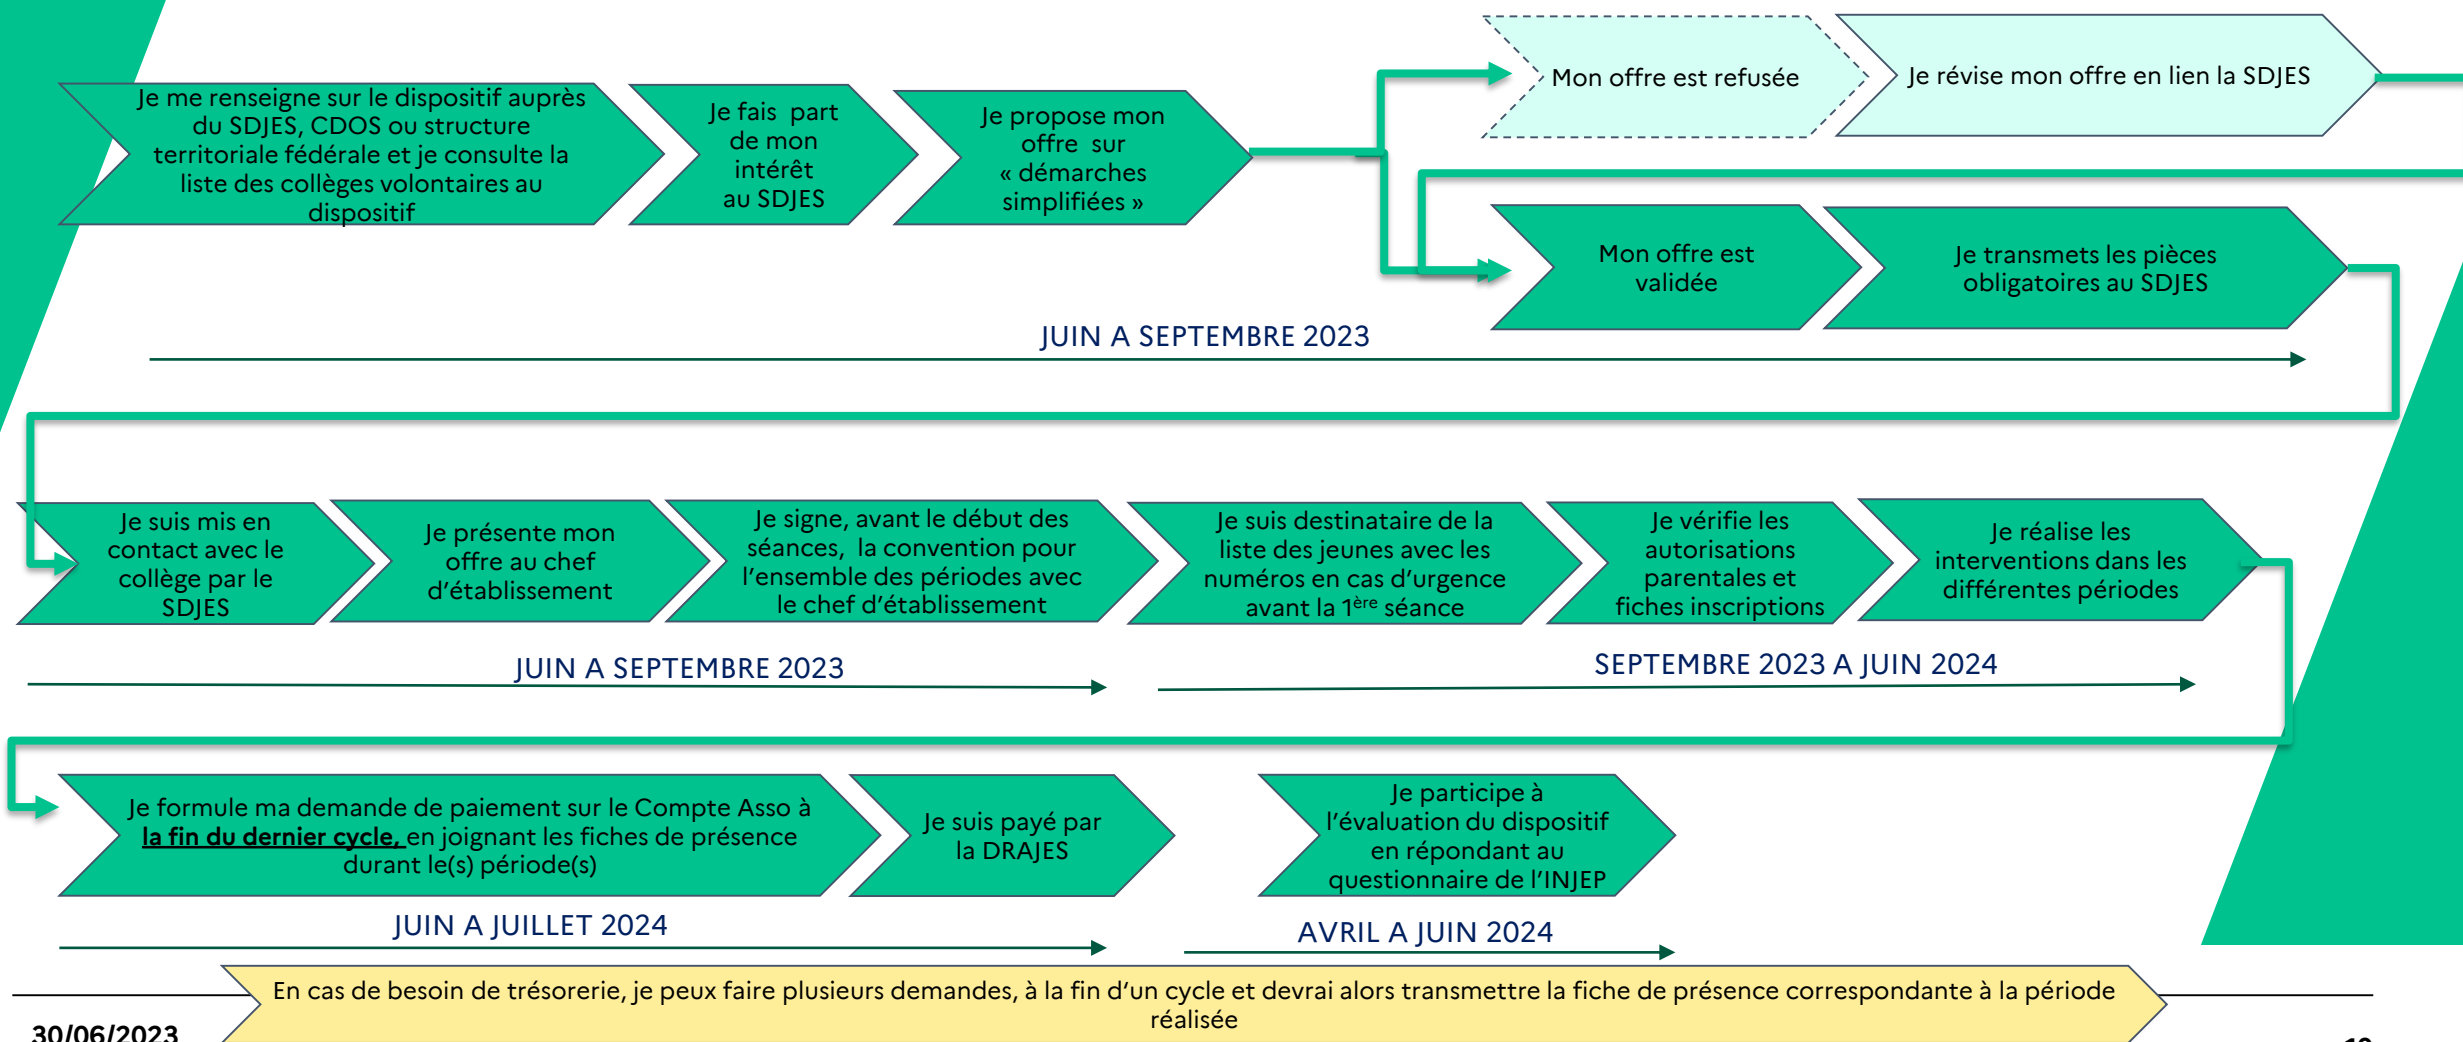 Je me renseigne sur le dispositif auprès
du SDJES, CDOS ou structure
territoriale fédérale et je consulte la
liste des collèges volontaires au
dispositif
Je fais part
de mon
intérêt
au SDJES
Je propose mon
offre sur
« démarches
simplifiées »
Mon offre est refusée
Je révise mon offre en lien la SDJES
Mon offre est
validée
Je transmets les pièces
obligatoires au SDJES
JUIN A SEPTEMBRE 2023
Je suis mis en
contact avec le
collège par le
SDJES
Je présente mon
offre au chef
d’établissement
Je signe, avant le début des
séances, la convention pour
l’ensemble des périodes avec
le chef d’établissement
Je suis destinataire de la
liste des jeunes avec les
numéros en cas d’urgence
avant la 1ère séance
Je vérifie les
autorisations
parentales et
fiches inscriptions
Je réalise les
interventions dans les
différentes périodes
JUIN A SEPTEMBRE 2023
SEPTEMBRE 2023 A JUIN 2024
Je formule ma demande de paiement sur le Compte Asso à
la fin du dernier cycle, en joignant les fiches de présence
durant le(s) période(s)
Je suis payé par
la DRAJES
Je participe à
l’évaluation du dispositif
en répondant au
questionnaire de l’INJEP
JUIN A JUILLET 2024
AVRIL A JUIN 2024
En cas de besoin de trésorerie, je peux faire plusieurs demandes, à la fin d’un cycle et devrai alors transmettre la fiche de présence correspondante à la période
réalisée
30/06/2023